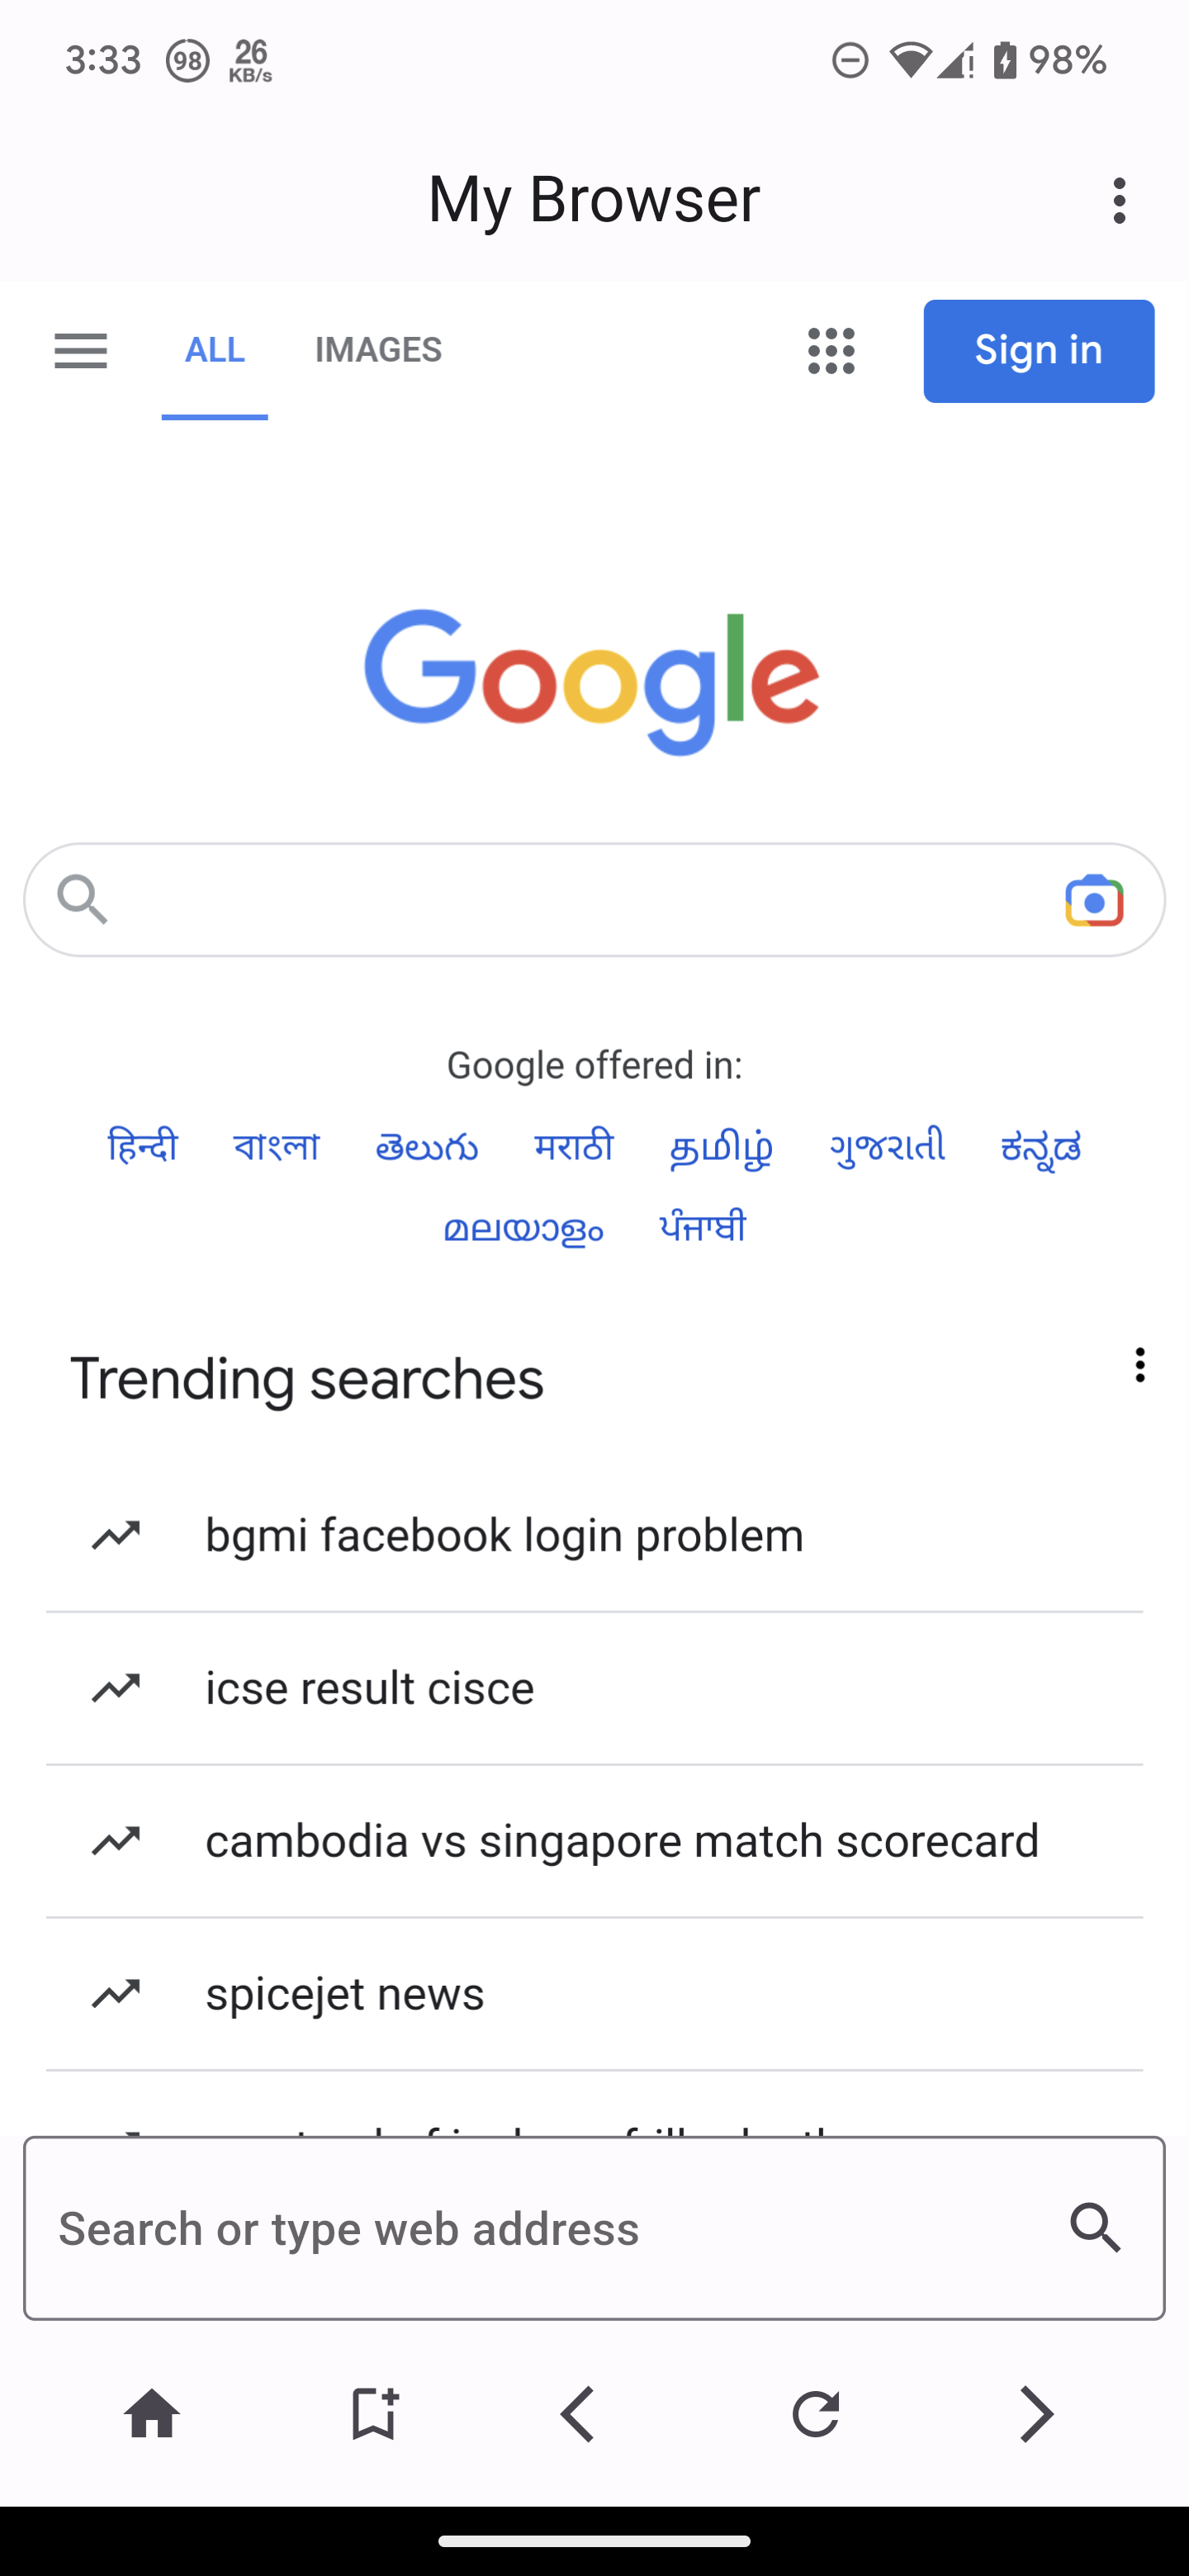 3:33 98 26 KB/s 98%
My Browser
ALL IMAGES Sign in
Google
Google offered in:
हिन्दी বাংলা తెలుగు मराठी தமிழ் ગુજરાતી ಕನ್ನಡ
മലയാളം ਪੰਜਾਬੀ
Trending searches
bgmi facebook login problem
icse result cisce
cambodia vs singapore match scorecard
spicejet news
Search or type web address